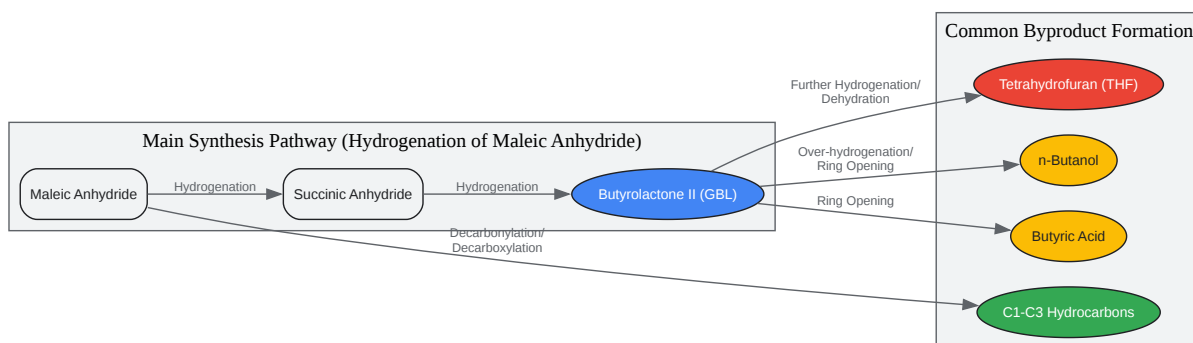 Common Byproduct Formation
Further Hydrogenation/
Dehydration
Tetrahydrofuran (THF)
Main Synthesis Pathway (Hydrogenation of Maleic Anhydride)
Over-hydrogenation/
Ring Opening
n-Butanol
Maleic Anhydride
Hydrogenation
Succinic Anhydride
Hydrogenation
Butyrolactone II (GBL)
Ring Opening
Butyric Acid
Decarbonylation/
Decarboxylation
C1-C3 Hydrocarbons